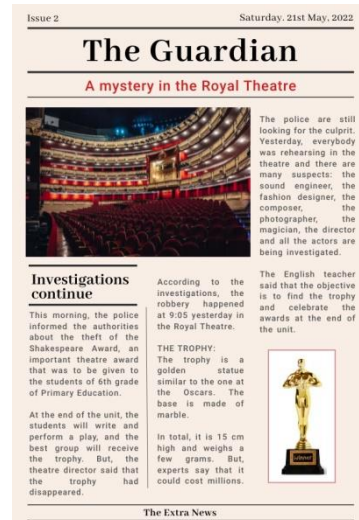 Issue 2
Saturday. 21st May, 2022
The Guardian
A mystery in the Royal Theatre
Investigations
continue
This morning, the police
informed the authorities
about the theft of the
Shakespeare Award, an
important theatre award
that was to be given to
the students of 6th grade
of Primary Education.
At the end of the unit, the
students will write and
perform a play, and the
best group will receive
the trophy. But, the
theatre director said that
the trophy had
disappeared.
According to the
investigations, the
robbery happened
at 9:05 yesterday in
the Royal Theatre.
THE TROPHY:
The trophy is a
golden statue
similar to the one at
the Oscars. The
base is made of
marble.
In total, it is 15 cm
high and weighs a
few grams. But,
experts say that it
could cost millions.
The police are still
looking for the culprit.
Yesterday, everybody
was rehearsing in the
theatre and there are
many suspects: the
sound engineer, the
fashion designer, the
composer, the
photographer, the
magician, the director
and all the actors are
being investigated.
The English teacher
said that the objective
is to find the trophy
and celebrate the
awards at the end of
the unit.
The Extra News